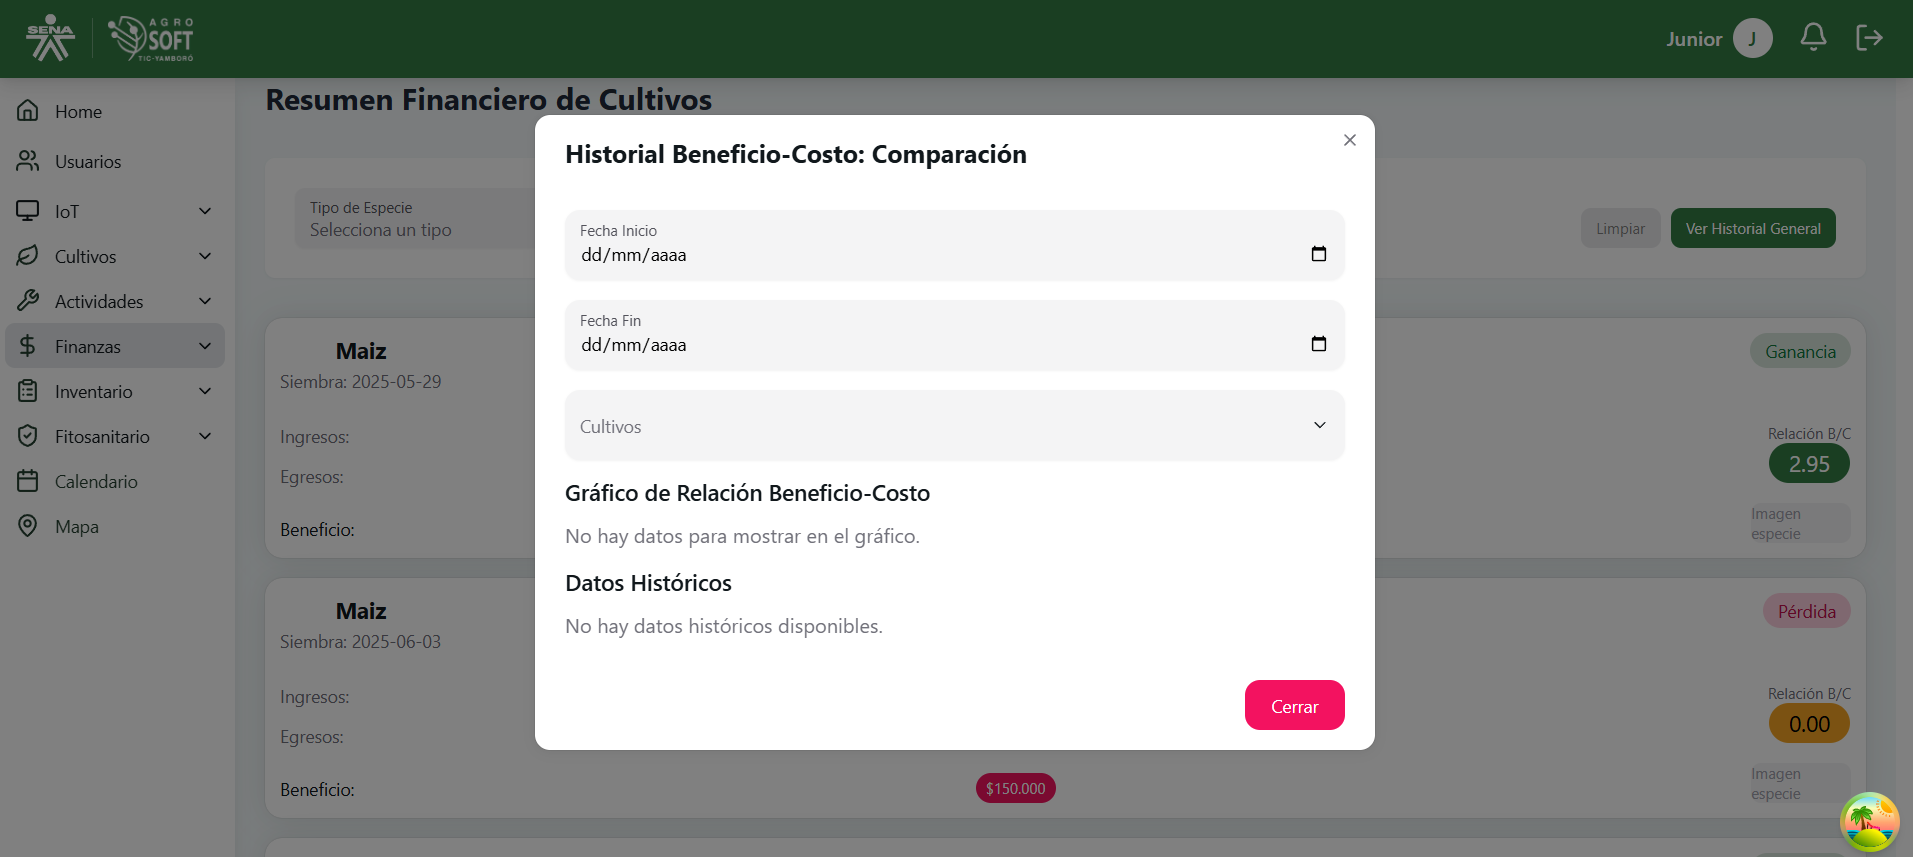 SENA
AGRO
SOFT
TIC-YAMBORÓ
Junior
J
Home
Usuarios
IoT
Cultivos
Actividades
Finanzas
Inventario
Fitosanitario
Calendario
Mapa
Resumen Financiero de Cultivos
Tipo de Especie
Selecciona un tipo
Limpiar
Ver Historial General
Maiz
Siembra: 2025-05-29
Ingresos:
Egresos:
Beneficio:
Ganancia
Relación B/C
2.95
Imagen
especie
Maiz
Siembra: 2025-06-03
Ingresos:
Egresos:
Beneficio:
$150.000
Pérdida
Relación B/C
0.00
Imagen
especie
Historial Beneficio-Costo: Comparación
Fecha Inicio
dd/mm/aaaa
Fecha Fin
dd/mm/aaaa
Cultivos
Gráfico de Relación Beneficio-Costo
No hay datos para mostrar en el gráfico.
Datos Históricos
No hay datos históricos disponibles.
Cerrar